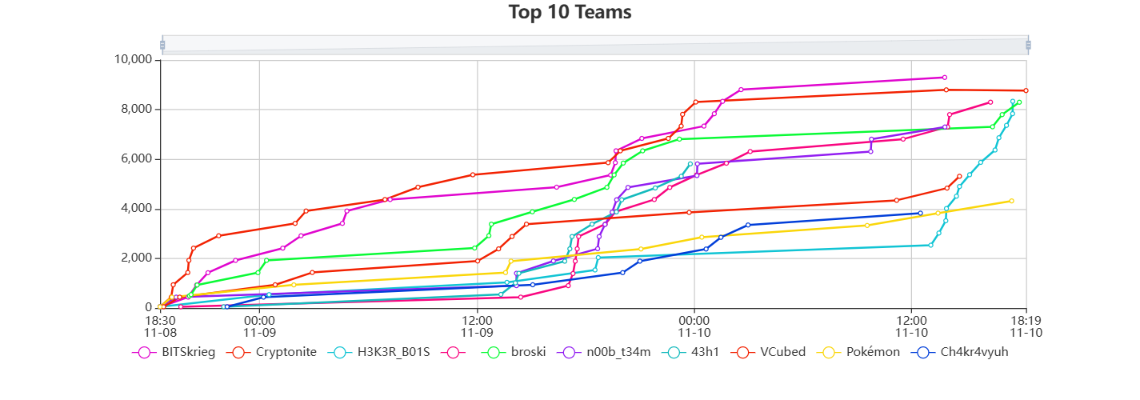 Top 10 Teams
10,000
8,000
6,000
4,000
2,000
0
18:30 00:00 12:00 00:00 12:00 18:19
11-08 11-09 11-09 11-10 11-10 11-10
BITSkrieg Cryptonite H3K3R_B01S broski n00b_t34m 43h1 VCubed Pokémon Ch4kr4vyuh